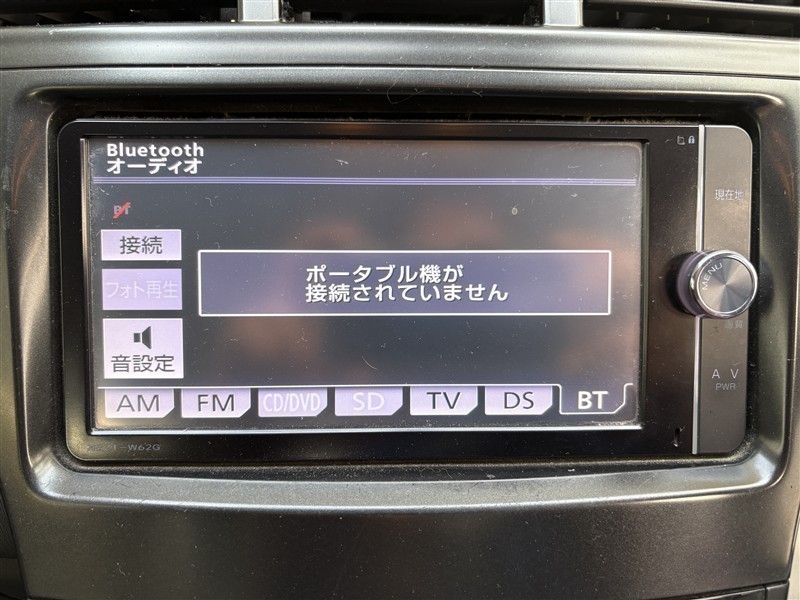 Bluetooth
オーディオ
現在地
BT
接続
MENU
フォト再生
ポータブル機が
接続されていません
音設定
A V
PWR
AM
FM
CD/DVD
SD
TV
DS
BT
-W62G